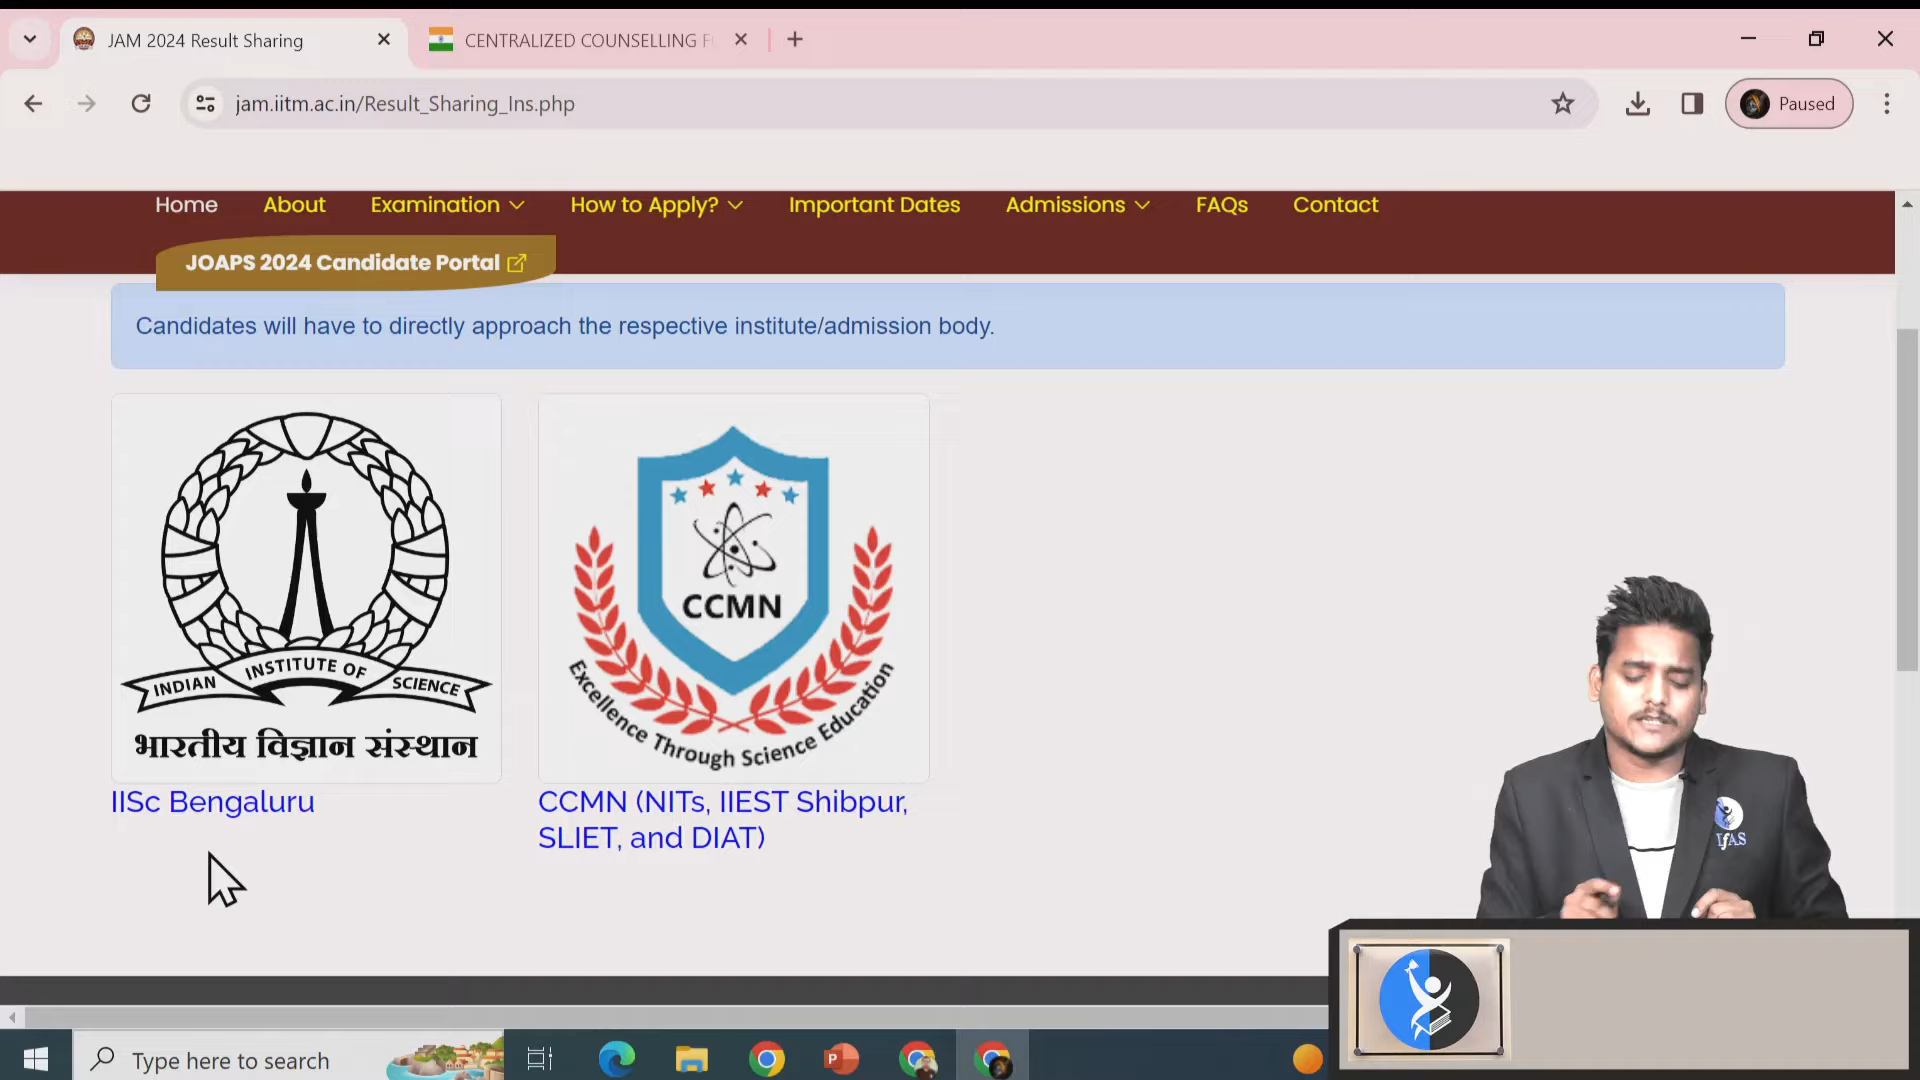 JAM 2024 Result Sharing
CENTRALIZED COUNSELLING F
jam.iitm.ac.in/Result_Sharing_Ins.php
Paused
Home About Examination How to Apply? Important Dates Admissions FAQs Contact
JOAPS 2024 Candidate Portal
Candidates will have to directly approach the respective institute/admission body.
INDIAN INSTITUTE OF SCIENCE
भारतीय विज्ञान संस्थान
IISc Bengaluru
CCMN
Excellence Through Science Education
CCMN (NITs, IIEST Shibpur,
SLIET, and DIAT)
IfAS
Type here to search
P